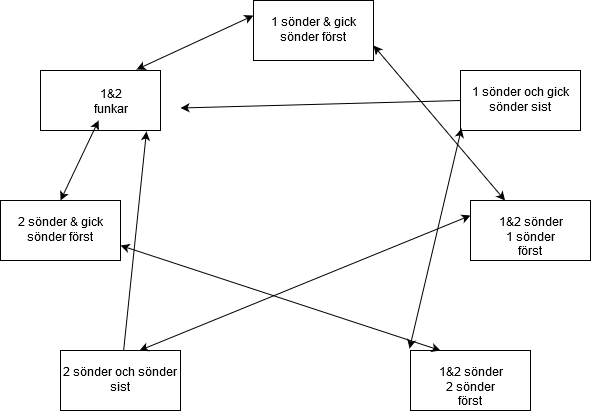 1 sönder & gick
sönder först
1&2
funkar
1 sönder och gick
sönder sist
2 sönder & gick
sönder först
1&2 sönder
1 sönder
först
2 sönder och sönder
sist
1&2 sönder
2 sönder
först